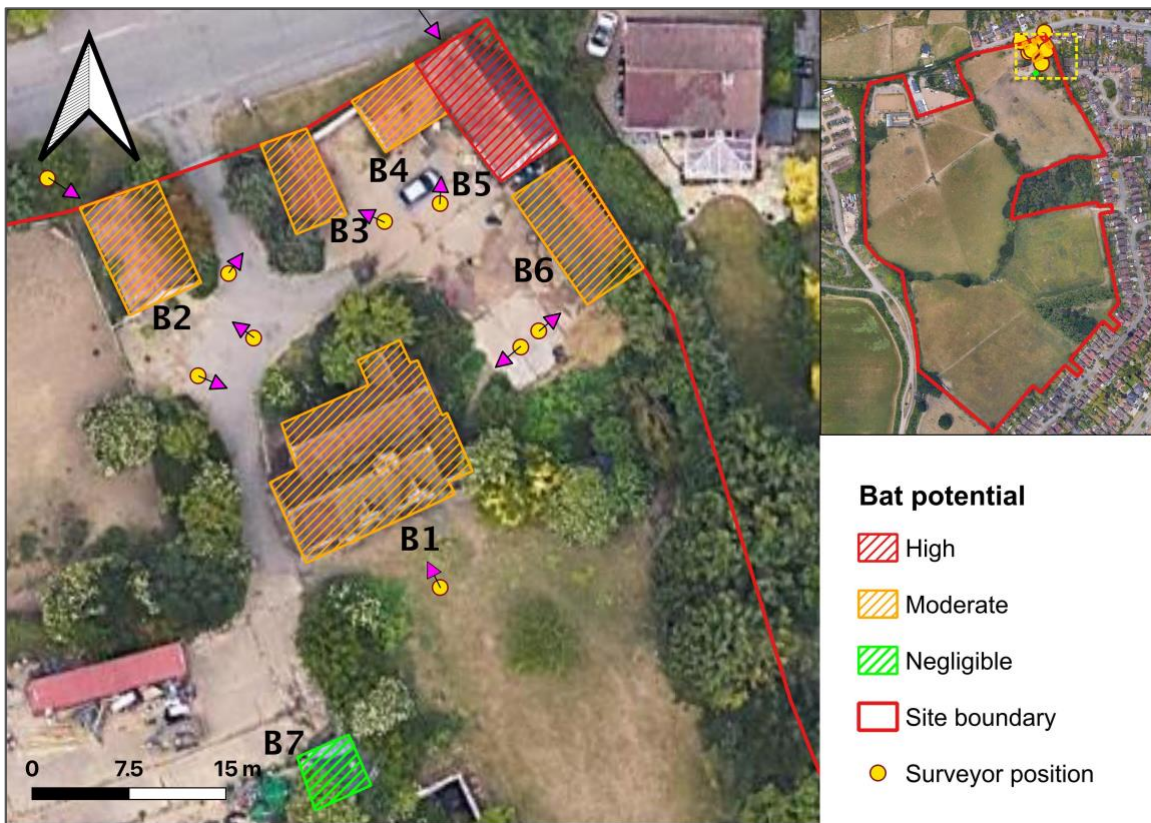 B4
B5
B3
B6
B2
B1
B7
0 7.5 15 m
Bat potential
High
Moderate
Negligible
Site boundary
Surveyor position